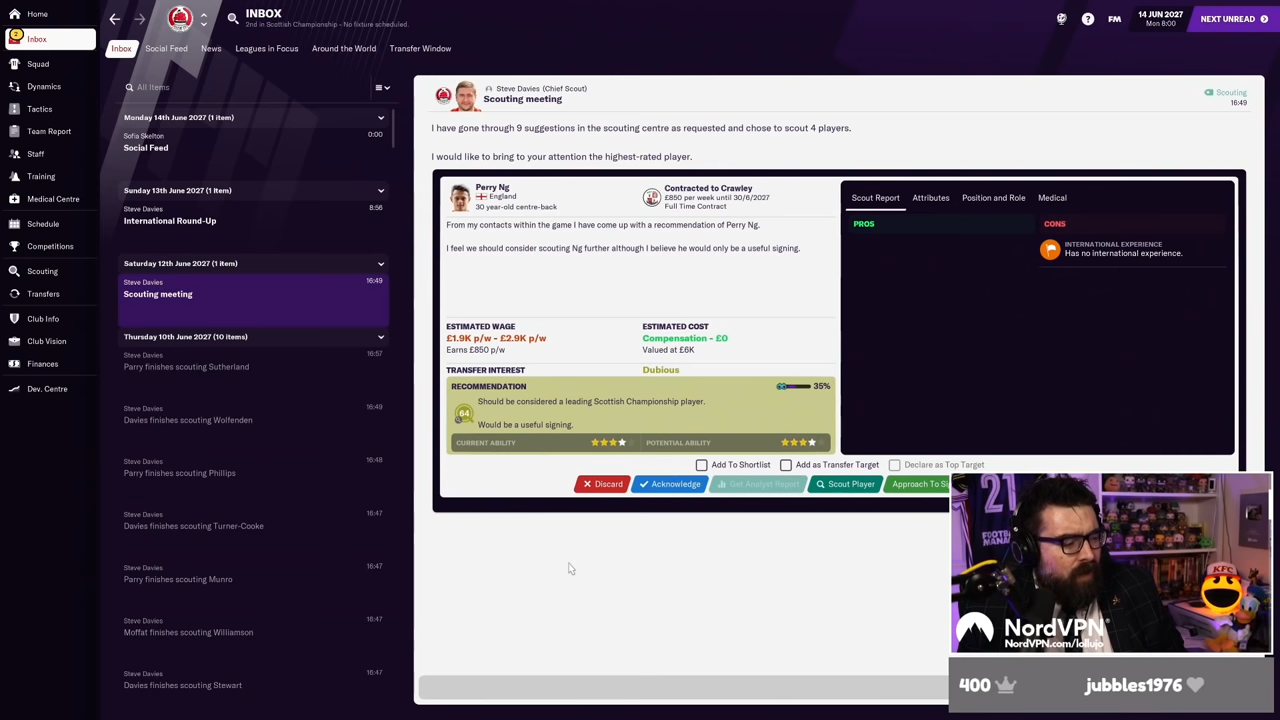 Home
INBOX
2nd in Scottish Championship - No fixture scheduled.
FM
14 JUN 2027
Mon 8:00
NEXT UNREAD
2
Inbox
Squad
Dynamics
Tactics
Team Report
Staff
Training
Medical Centre
Schedule
Competitions
Scouting
Transfers
Club Info
Club Vision
Finances
Dev. Centre
Inbox
Social Feed
News
Leagues in Focus
Around the World
Transfer Window
All Items
Monday 14th June 2027 (1 item)
Sofia Skelton
0:00
Social Feed
Sunday 13th June 2027 (1 item)
Steve Davies
8:56
International Round-Up
Saturday 12th June 2027 (1 item)
Steve Davies
16:49
Scouting meeting
Thursday 10th June 2027 (10 items)
Steve Davies
16:57
Parry finishes scouting Sutherland
Steve Davies
16:49
Davies finishes scouting Wolfenden
Steve Davies
16:48
Parry finishes scouting Phillips
Steve Davies
16:47
Davies finishes scouting Turner-Cooke
Steve Davies
16:47
Parry finishes scouting Munro
Steve Davies
16:47
Moffat finishes scouting Williamson
Steve Davies
16:47
Davies finishes scouting Stewart
Steve Davies (Chief Scout)
Scouting meeting
Scouting
16:49
I have gone through 9 suggestions in the scouting centre as requested and chose to scout 4 players.
I would like to bring to your attention the highest-rated player.
Perry Ng
England
30 year-old centre-back
Contracted to Crawley
£850 per week until 30/6/2027
Full Time Contract
From my contacts within the game I have come up with a recommendation of Perry Ng.
I feel we should consider scouting Ng further although I believe he would only be a useful signing.
ESTIMATED WAGE
£1.9K p/w - £2.9K p/w
Earns £850 p/w
ESTIMATED COST
Compensation - £0
Valued at £6K
TRANSFER INTEREST
Dubious
RECOMMENDATION
35%
64
Should be considered a leading Scottish Championship player.
Would be a useful signing.
CURRENT ABILITY
POTENTIAL ABILITY
Scout Report
Attributes
Position and Role
Medical
PROS
CONS
INTERNATIONAL EXPERIENCE
Has no international experience.
Add To Shortlist
Add as Transfer Target
Declare as Top Target
Discard
Acknowledge
Get Analyst Report
Scout Player
Approach To Si
KFC
NordVPN
NordVPN.com/lollujo
400
jubbles1976